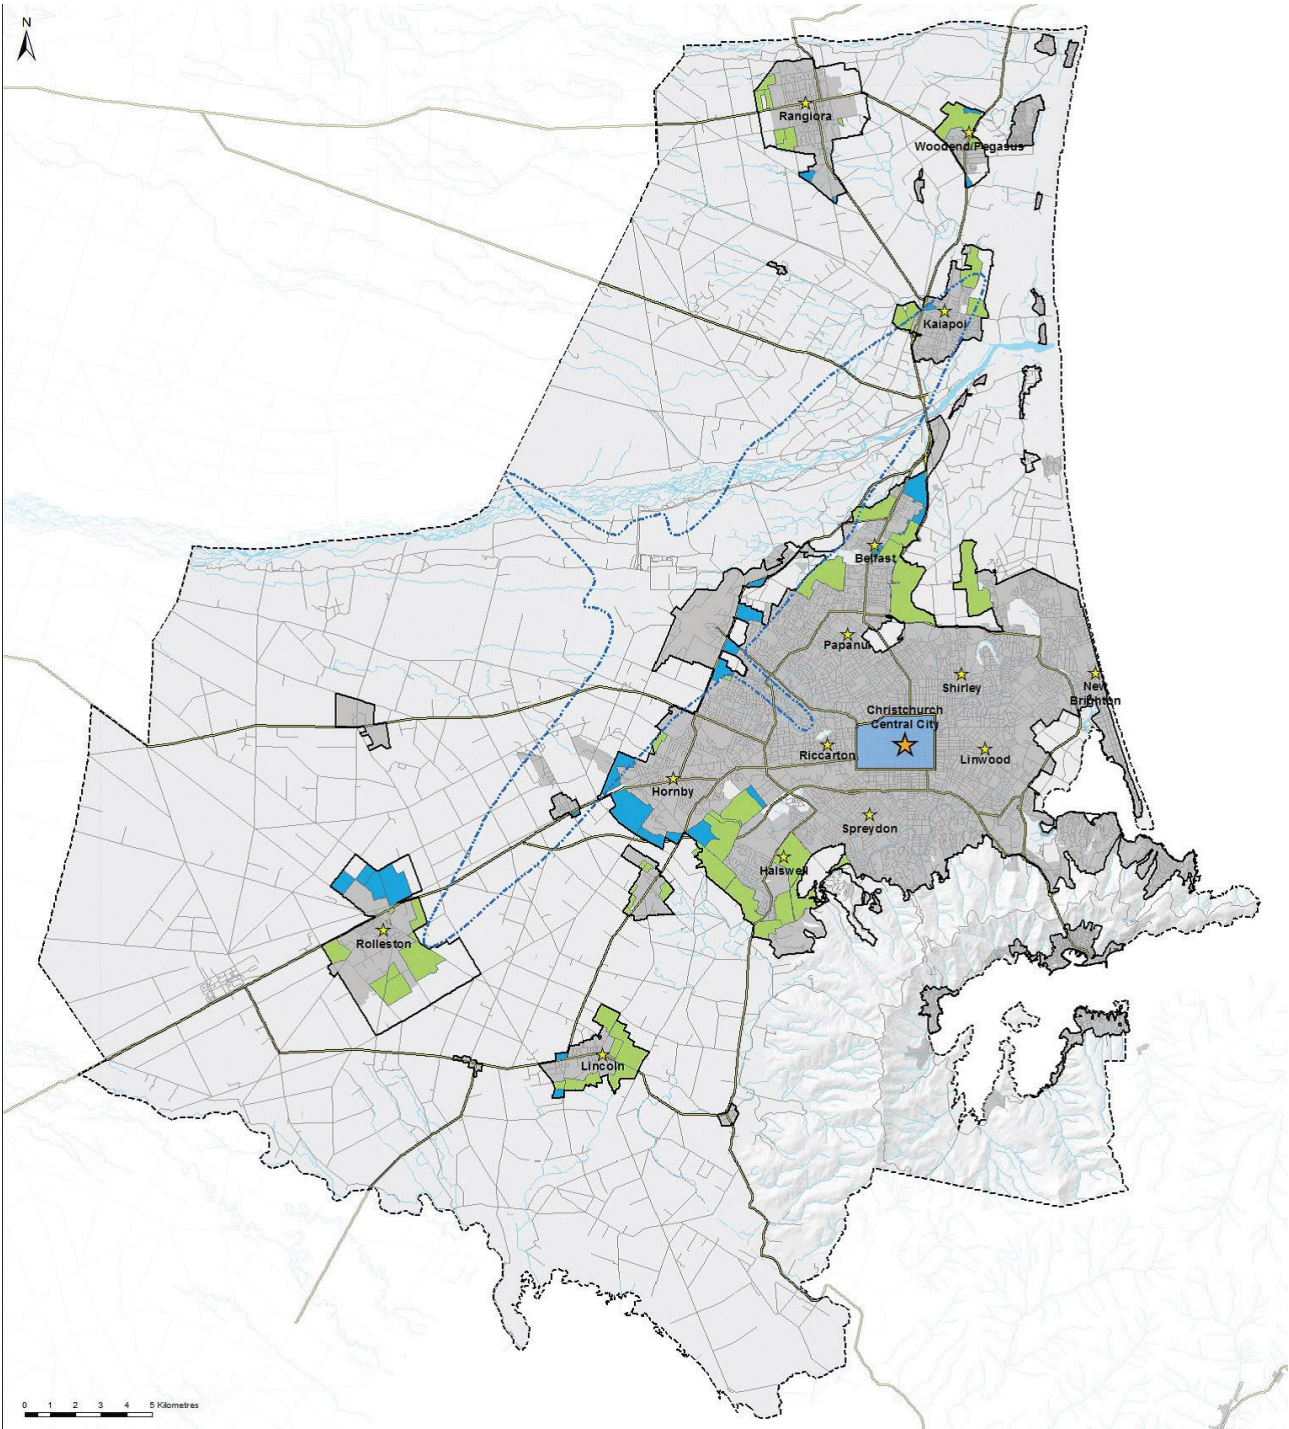 N
Rangiora
Woodend/Pegasus
Kaiapoi
Belfast
Papanui
Shirley
New
Brighton
Christchurch
Central City
Riccarton
Linwood
Hornby
Spreydon
Halswell
Rolleston
Lincoln
0 1 2 3 4 5 Kilometres